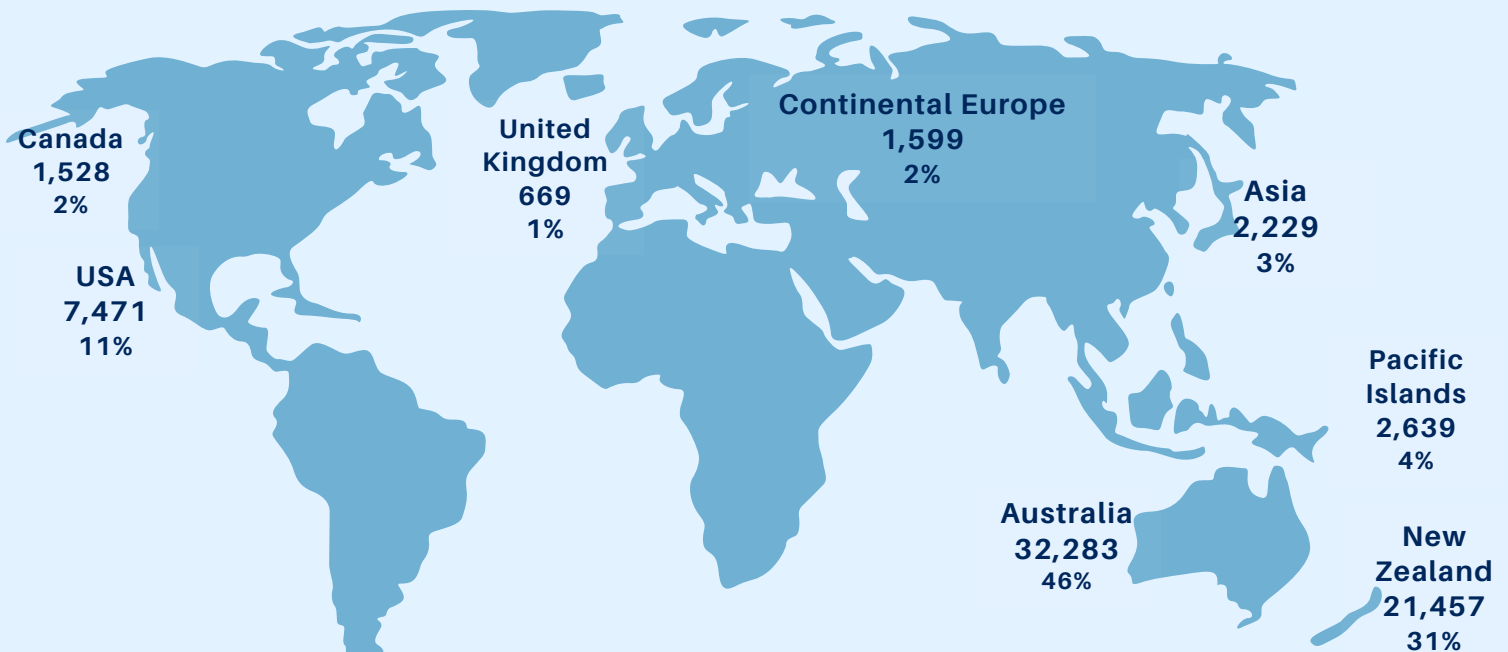 Canada
1,528
2%
USA
7,471
11%
United
Kingdom
669
1%
Continental Europe
1,599
2%
Asia
2,229
3%
Pacific
Islands
2,639
4%
Australia
32,283
46%
New
Zealand
21,457
31%